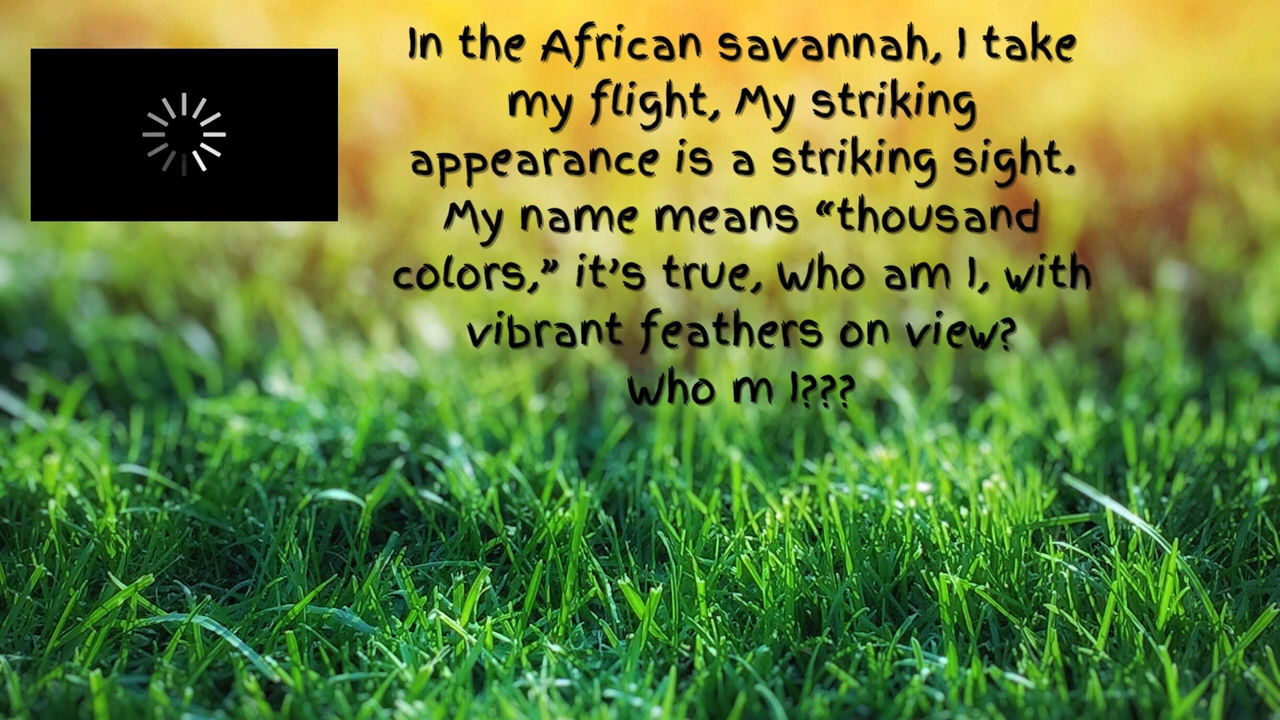 In the African savannah, I take
my flight, My striking
appearance is a striking sight.
My name means “thousand
colors,” it’s true, Who am I, with
vibrant feathers on view?
Who m I???